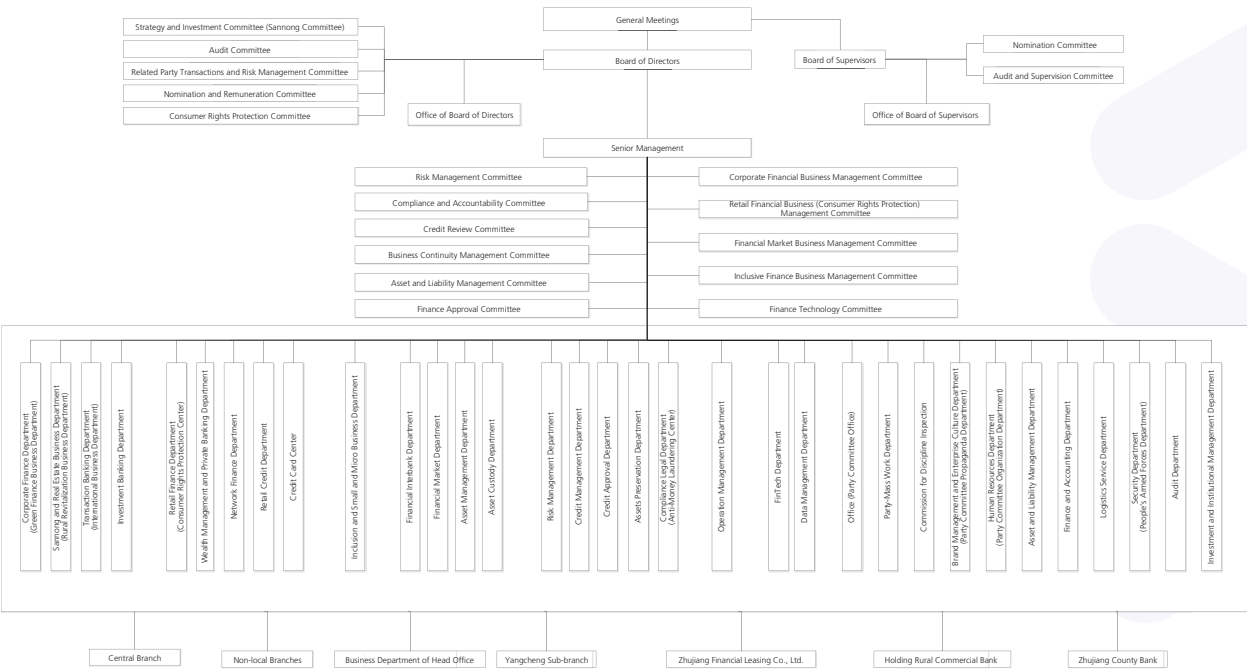 General Meetings
Strategy and Investment Committee (Sannong Committee)
Audit Committee
Related Party Transactions and Risk Management Committee
Nomination and Remuneration Committee
Consumer Rights Protection Committee
Board of Directors
Board of Supervisors
Nomination Committee
Audit and Supervision Committee
Office of Board of Directors
Office of Board of Supervisors
Senior Management
Risk Management Committee
Compliance and Accountability Committee
Credit Review Committee
Business Continuity Management Committee
Asset and Liability Management Committee
Finance Approval Committee
Corporate Financial Business Management Committee
Retail Financial Business (Consumer Rights Protection)
Management Committee
Financial Market Business Management Committee
Inclusive Finance Business Management Committee
Finance Technology Committee
Corporate Finance Department
(Green Finance Business Department)
Sannong and Real Estate Business Department
(Rural Revitalization Business Department)
Transaction Banking Department
(International Business Department)
Investment Banking Department
Retail Finance Department
(Consumer Rights Protection Center)
Wealth Management and Private Banking Department
Network Finance Department
Retail Credit Department
Credit Card Center
Inclusion and Small and Micro Business Department
Financial Interbank Department
Financial Market Department
Asset Management Department
Asset Custody Department
Risk Management Department
Credit Management Department
Credit Approval Department
Assets Preservation Department
Compliance Legal Department
(Anti-Money Laundering Center)
Operation Management Department
FinTech Department
Data Management Department
Office (Party Committee Office)
Party-Mass Work Department
Commission for Discipline Inspection
Brand Management and Enterprise Culture Department
(Party Committee Propaganda Department)
Human Resources Department
(Party Committee Organization Department)
Asset and Liability Management Department
Finance and Accounting Department
Logistics Service Department
Security Department
(People's Armed Forces Department)
Audit Department
Investment and Institutional Management Department
Central Branch
Non-local Branches
Business Department of Head Office
Yangcheng Sub-branch
Zhujiang Financial Leasing Co., Ltd.
Holding Rural Commercial Bank
Zhujiang County Bank